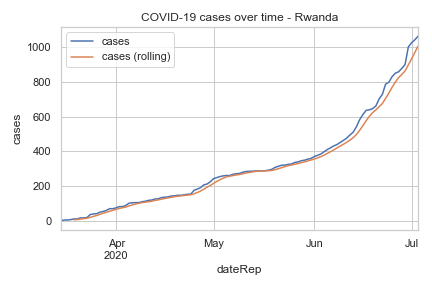 COVID-19 cases over time - Rwanda
cases
cases (rolling)
1000
800
600
400
200
0
cases
Apr
2020
May
Jun
Jul
dateRep